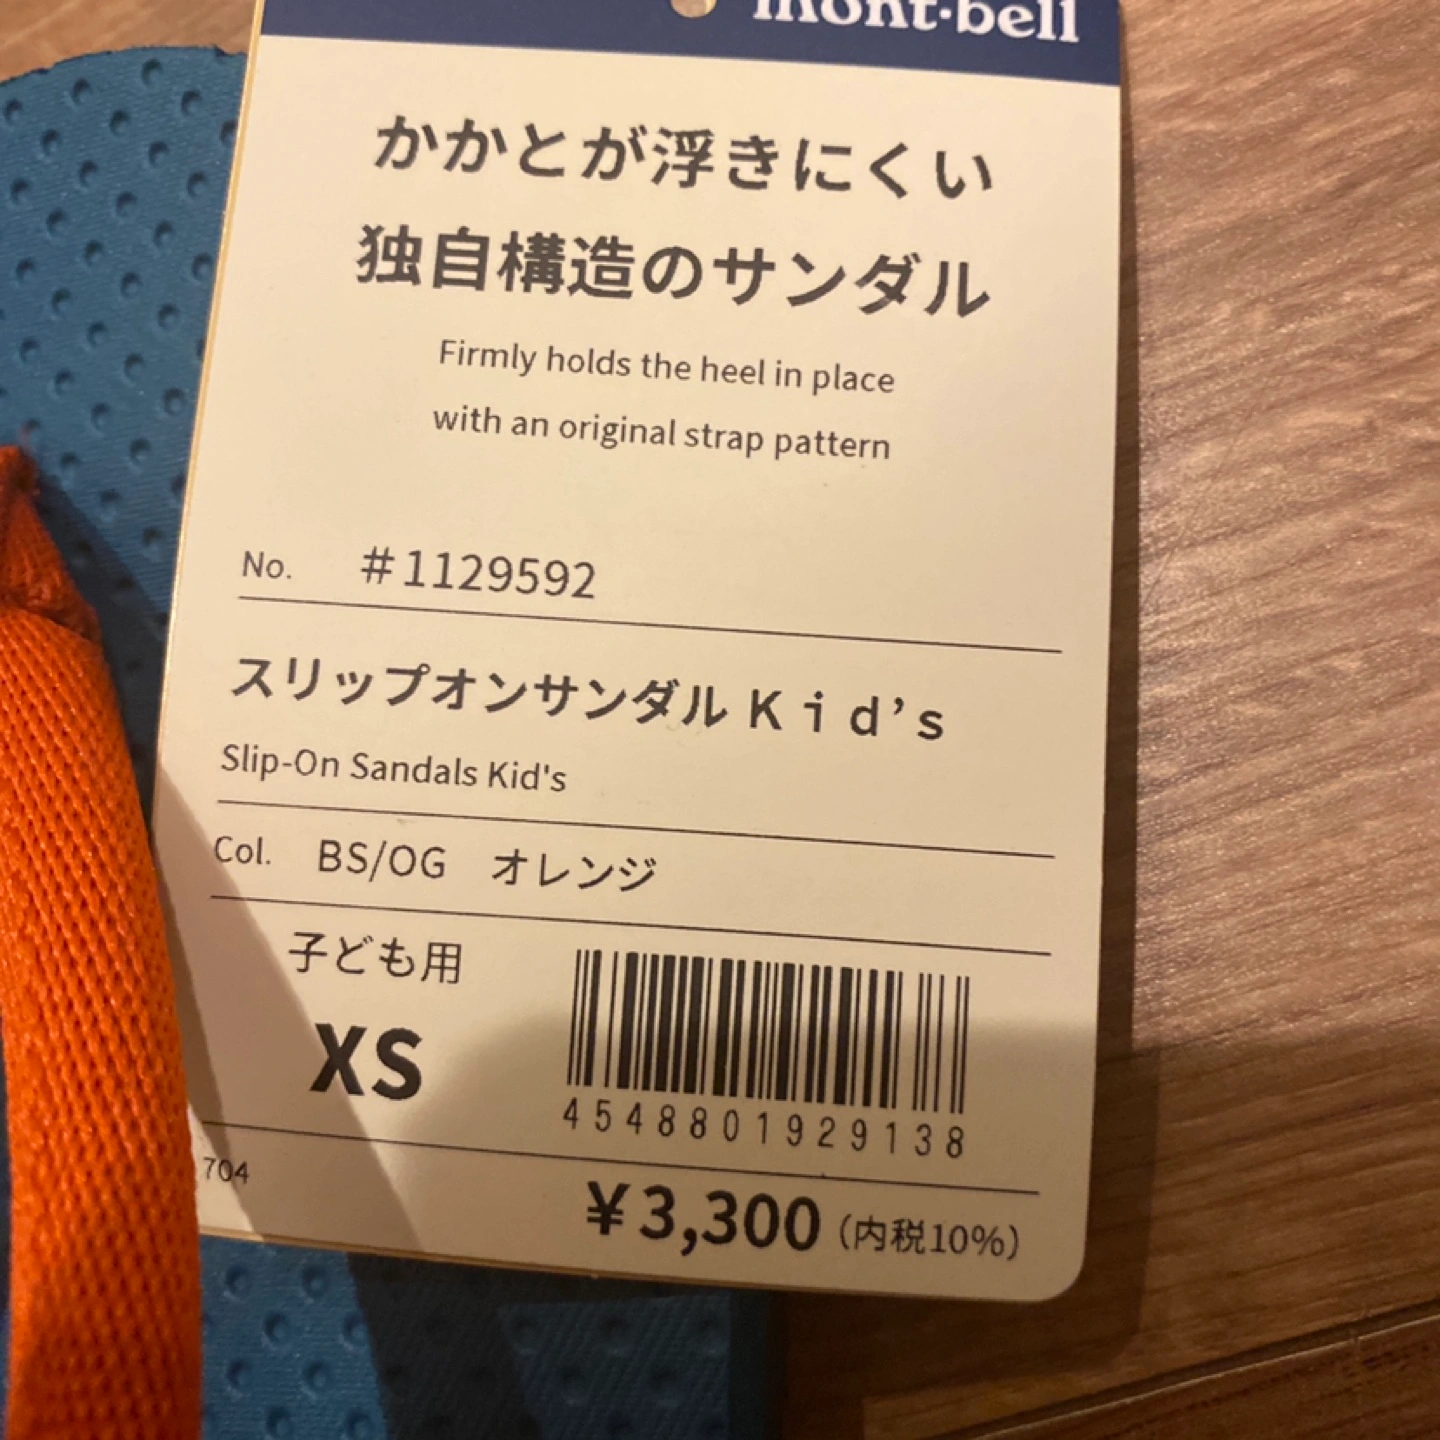 mont-bell
かかとが浮きにくい
独自構造のサンダル
Firmly holds the heel in place
with an original strap pattern
No. #1129592
スリップオンサンダル Ｋｉｄ’ｓ
Slip-On Sandals Kid's
Col. BS/OG オレンジ
子ども用
XS
4548801929138
704
¥3,300 (内税10%)